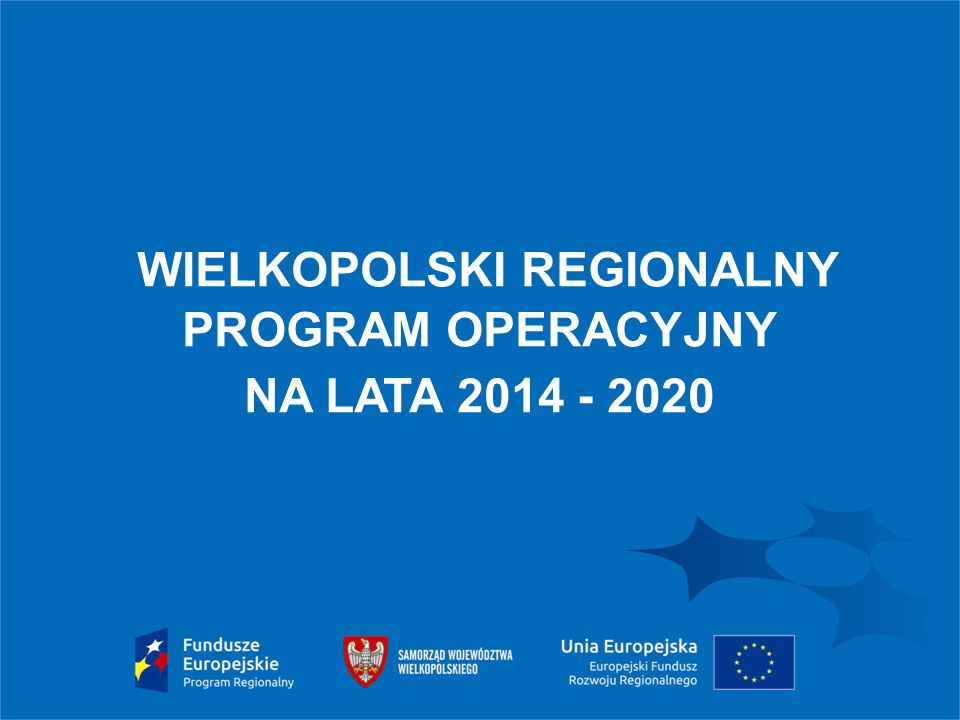 WIELKOPOLSKI REGIONALNY
PROGRAM OPERACYJNY
NA LATA 2014 - 2020
Fundusze
Europejskie
Program Regionalny
SAMORZĄD WOJEWÓDZTWA
WIELKOPOLSKIEGO
Unia Europejska
Europejski Fundusz
Rozwoju Regionalnego